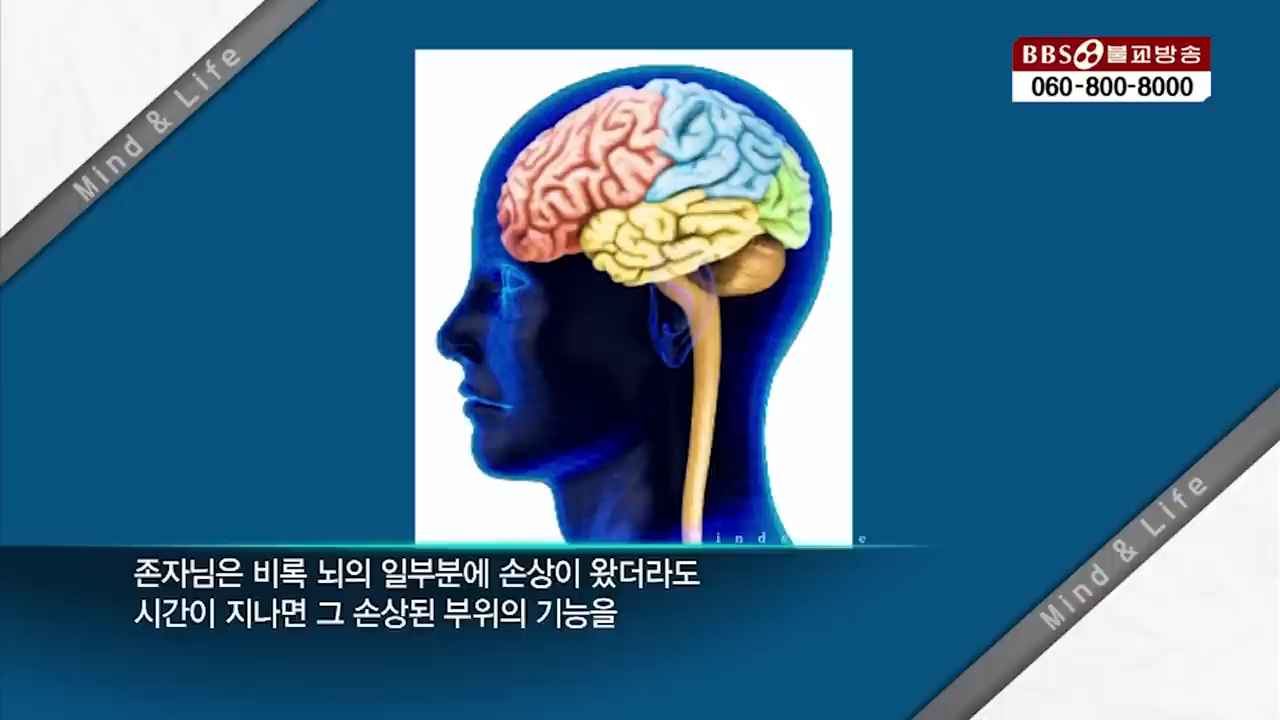 Mind & Life
BBS 불교방송
060-800-8000
ind & e
존자님은 비록 뇌의 일부분에 손상이 왔더라도
시간이 지나면 그 손상된 부위의 기능을
Mind & Life